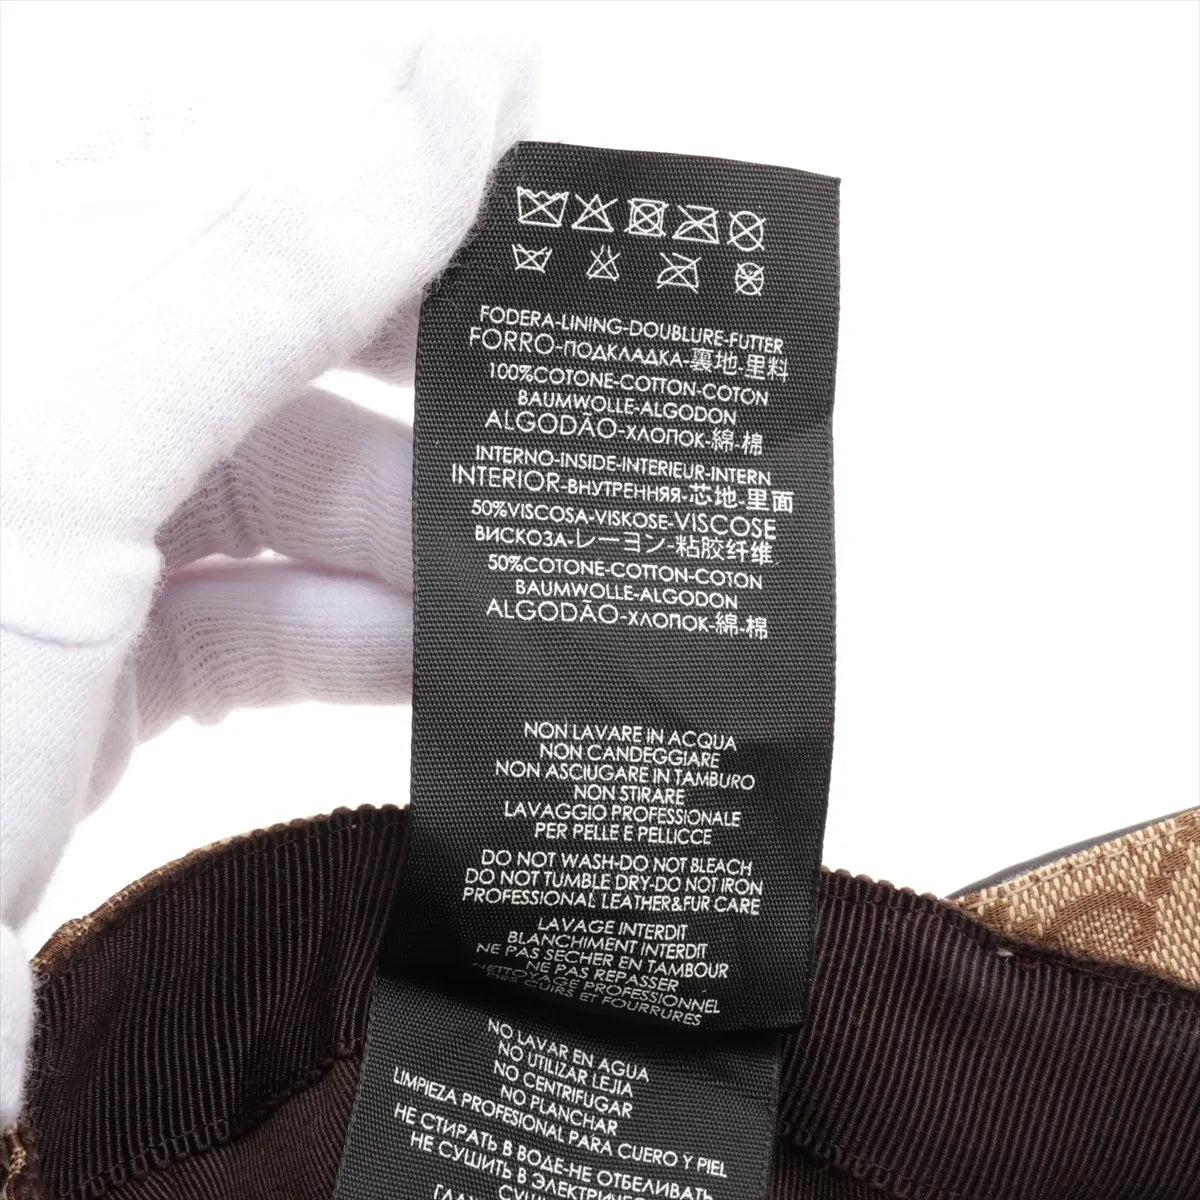 FODERA-LINING-DOUBLURE-FUTTER
FORRO-ПОДКЛАДКА-裏地-里料
100%COTONE-COTTON-COTON
BAUMWOLLE-ALGODON
ALGODÃO-ХЛОПОК-綿-棉
INTERNO-INSIDE-INTERIEUR-INTERN
INTERIOR-ВНУТРЕННЯЯ-芯地-里面
50%VISCOSA-VISKOSE-VISCOSE
ВИСКОЗА-レーヨン-粘胶纤维
50%COTONE-COTTON-COTON
BAUMWOLLE-ALGODON
ALGODÃO-ХЛОПОК-綿-棉
NON LAVARE IN ACQUA
NON CANDEGGIARE
NON ASCIUGARE IN TAMBURO
NON STIRARE
LAVAGGIO PROFESSIONALE
PER PELLE E PELLICCE
DO NOT WASH-DO NOT BLEACH
DO NOT TUMBLE DRY-DO NOT IRON
PROFESSIONAL LEATHER&FUR CARE
LAVAGE INTERDIT
BLANCHIMENT INTERDIT
NE PAS SECHER EN TAMBOUR
NE PAS REPASSER
NETTOYAGE PROFESSIONNEL
CUIRS ET FOURRURES
NO LAVAR EN AGUA
NO UTILIZAR LEJIA
NO CENTRIFUGAR
NO PLANCHAR
LIMPIEZA PROFESIONAL PARA CUERO Y PIEL
НЕ СТИРАТЬ В ВОДЕ-НЕ ОТБЕЛИВАТЬ
НЕ СУШИТЬ В ЭЛЕКТРИЧЕСКОЙ